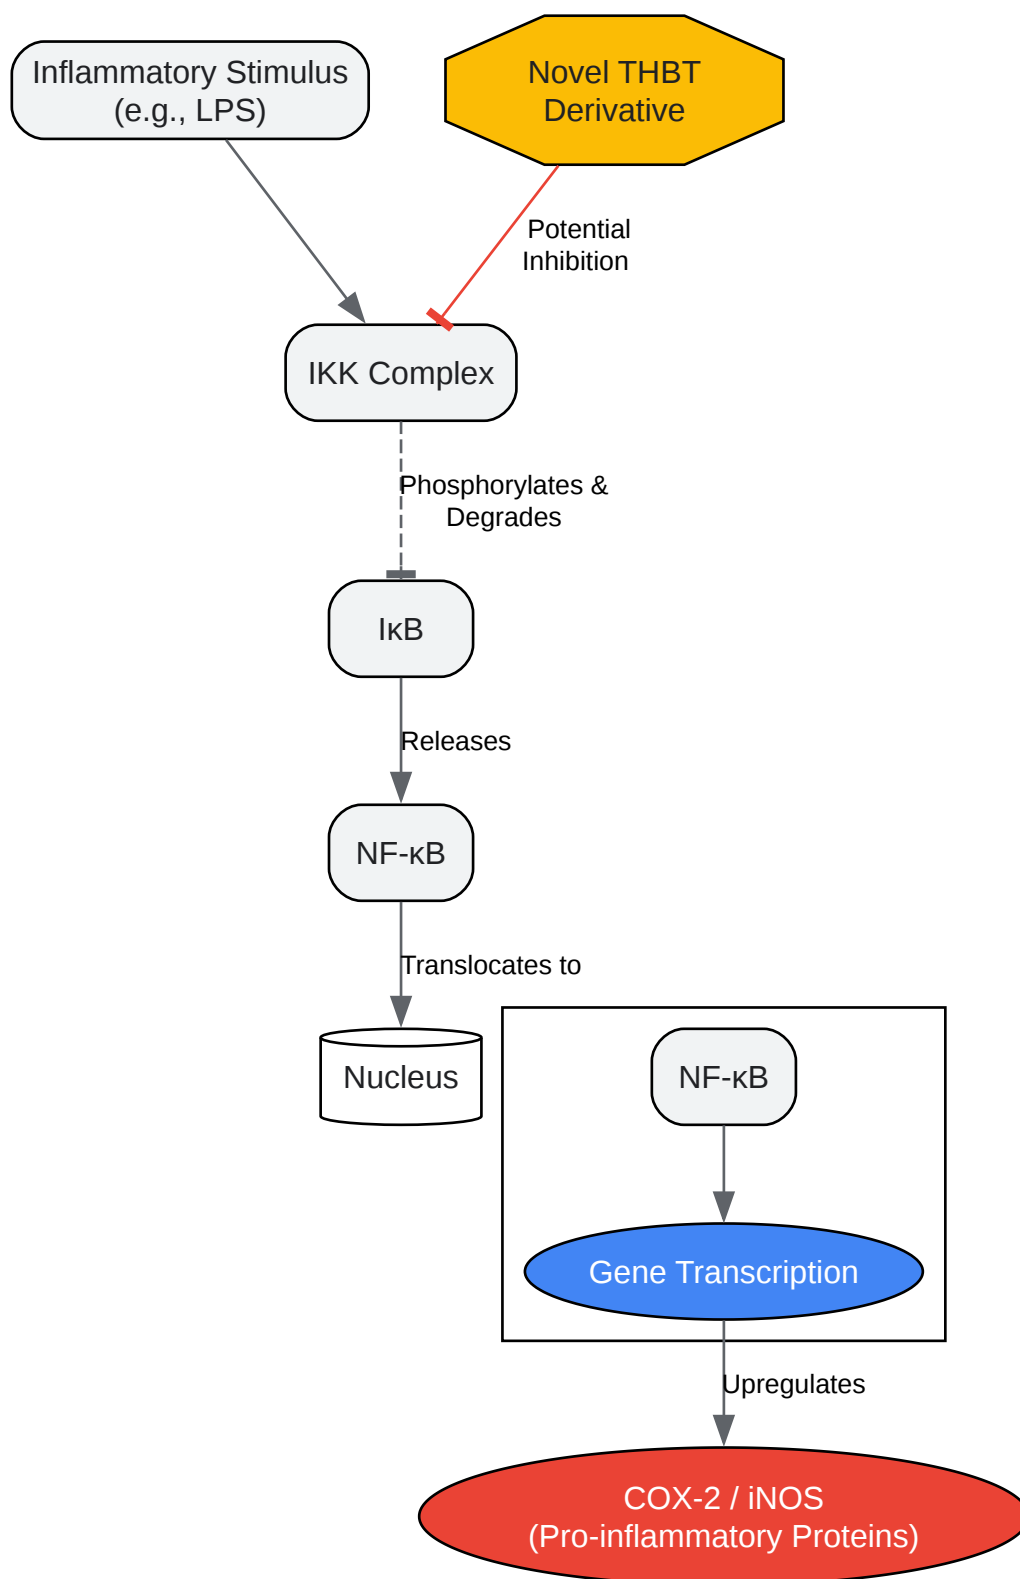 Inflammatory Stimulus
(e.g., LPS)
Novel THBT
Derivative
Potential
Inhibition
IKK Complex
Phosphorylates &
Degrades
IκB
Releases
NF-κB
Translocates to
Nucleus
NF-κB
Gene Transcription
Upregulates
COX-2 / iNOS
(Pro-inflammatory Proteins)